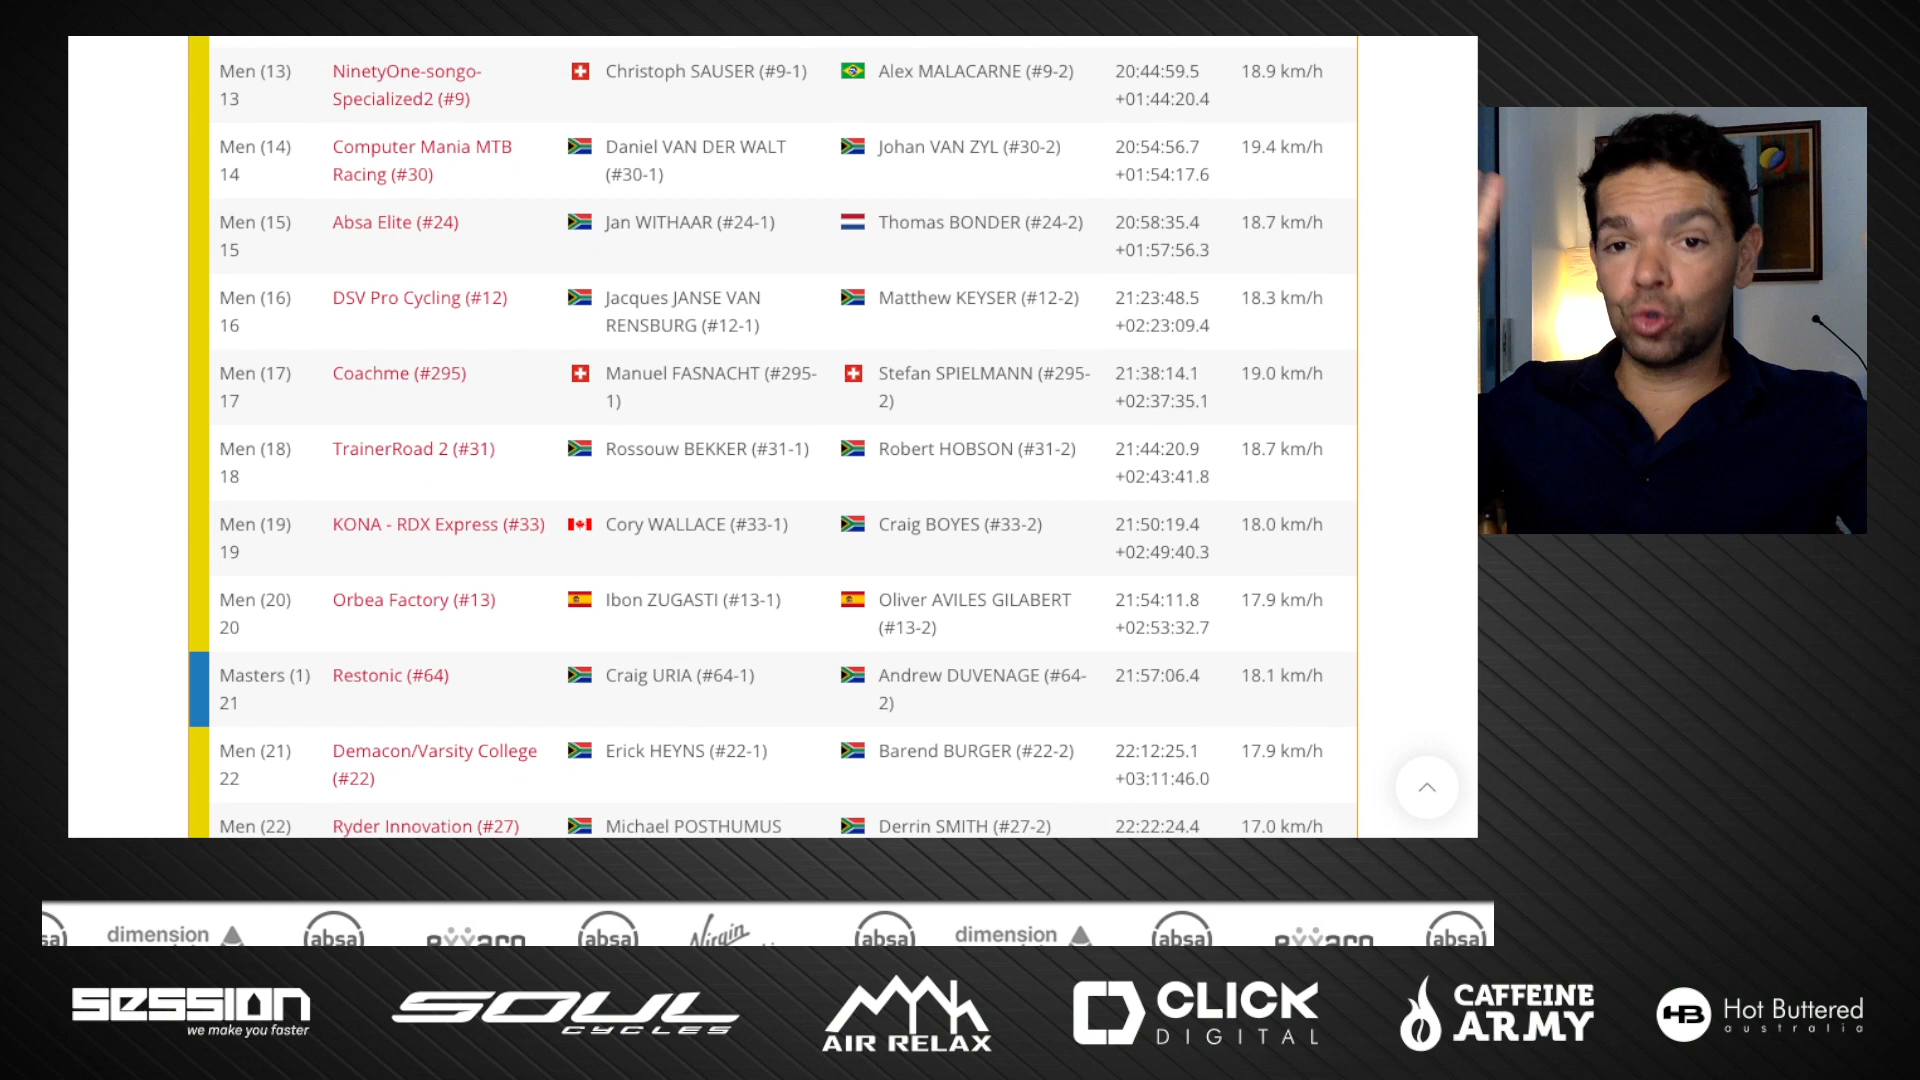 Men (13) NinetyOne-songo- Christoph SAUSER (#9-1) Alex MALACARNE (#9-2) 20:44:59.5 18.9 km/h
13 Specialized2 (#9) +01:44:20.4
Men (14) Computer Mania MTB Daniel VAN DER WALT Johan VAN ZYL (#30-2) 20:54:56.7 19.4 km/h
14 Racing (#30) (#30-1) +01:54:17.6
Men (15) Absa Elite (#24) Jan WITHAAR (#24-1) Thomas BONDER (#24-2) 20:58:35.4 18.7 km/h
15 +01:57:56.3
Men (16) DSV Pro Cycling (#12) Jacques JANSE VAN Matthew KEYSER (#12-2) 21:23:48.5 18.3 km/h
16 RENSBURG (#12-1) +02:23:09.4
Men (17) Coachme (#295) Manuel FASNACHT (#295- Stefan SPIELMANN (#295- 21:38:14.1 19.0 km/h
17 1) 2) +02:37:35.1
Men (18) TrainerRoad 2 (#31) Rossouw BEKKER (#31-1) Robert HOBSON (#31-2) 21:44:20.9 18.7 km/h
18 +02:43:41.8
Men (19) KONA - RDX Express (#33) Cory WALLACE (#33-1) Craig BOYES (#33-2) 21:50:19.4 18.0 km/h
19 +02:49:40.3
Men (20) Orbea Factory (#13) Ibon ZUGASTI (#13-1) Oliver AVILES GILABERT 21:54:11.8 17.9 km/h
20 (#13-2) +02:53:32.7
Masters (1) Restonic (#64) Craig URIA (#64-1) Andrew DUVENAGE (#64- 21:57:06.4 18.1 km/h
21 2)
Men (21) Demacon/Varsity College Erick HEYNS (#22-1) Barend BURGER (#22-2) 22:12:25.1 17.9 km/h
22 (#22) +03:11:46.0
Men (22) Ryder Innovation (#27) Michael POSTHUMUS Derrin SMITH (#27-2) 22:22:24.4 17.0 km/h
dimension absa absa Virgin absa dimension absa absa
SESSION SOUL AIR RELAX CLICK CAFFEINE HB Hot Buttered
we make you faster CYCLES DIGITAL ARMY australia